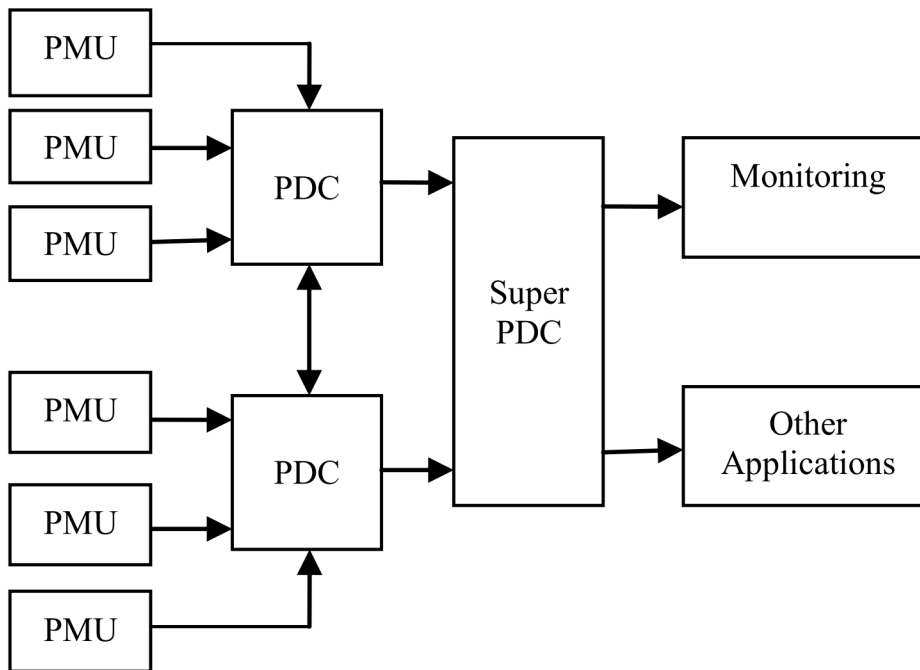 PMU
PMU
PMU
PDC
PMU
PMU
PMU
PDC
Super
PDC
Monitoring
Other
Applications